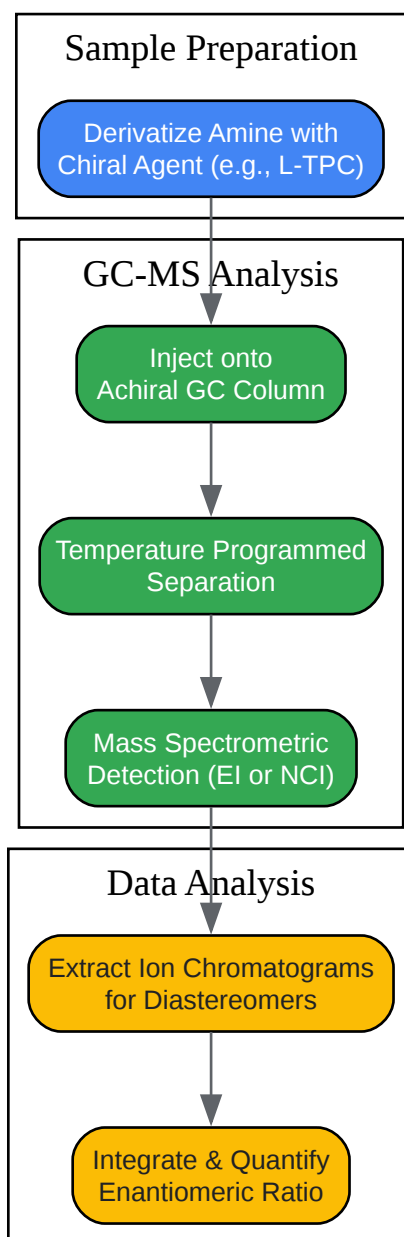 Sample Preparation
Derivatize Amine with
Chiral Agent (e.g., L-TPC)
GC-MS Analysis
Inject onto
Achiral GC Column
Temperature Programmed
Separation
Mass Spectrometric
Detection (EI or NCI)
Data Analysis
Extract Ion Chromatograms
for Diastereomers
Integrate & Quantify
Enantiomeric Ratio